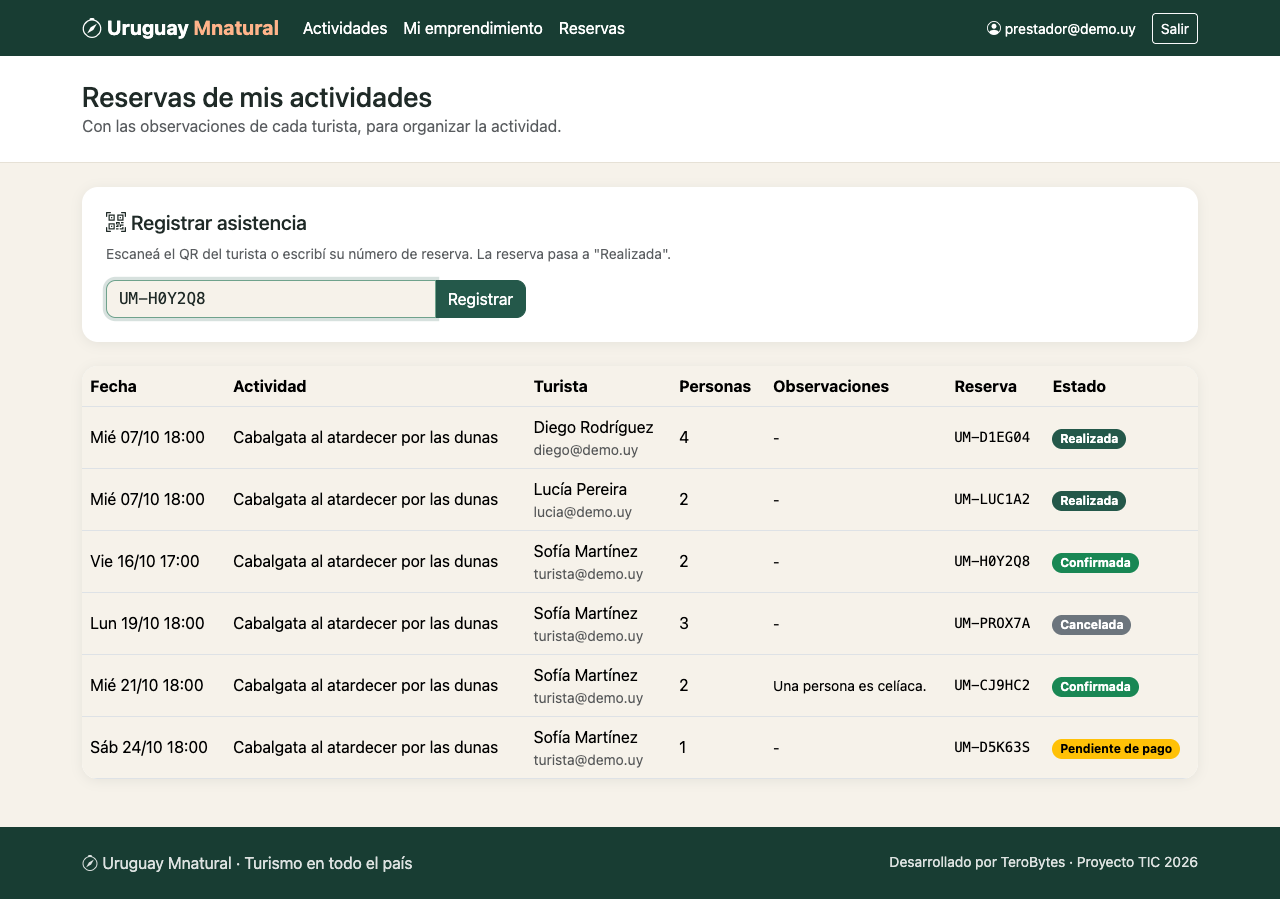 Uruguay Mnatural Actividades Mi emprendimiento Reservas prestador@demo.uy Salir
Reservas de mis actividades
Con las observaciones de cada turista, para organizar la actividad.
Registrar asistencia
Escaneá el QR del turista o escribí su número de reserva. La reserva pasa a "Realizada".
UM-H0Y2Q8 Registrar
Fecha Actividad Turista Personas Observaciones Reserva Estado
Mié 07/10 18:00 Cabalgata al atardecer por las dunas Diego Rodríguez 4 - UM-D1EG04 Realizada
diego@demo.uy
Mié 07/10 18:00 Cabalgata al atardecer por las dunas Lucía Pereira 2 - UM-LUC1A2 Realizada
lucia@demo.uy
Vie 16/10 17:00 Cabalgata al atardecer por las dunas Sofía Martínez 2 - UM-H0Y2Q8 Confirmada
turista@demo.uy
Lun 19/10 18:00 Cabalgata al atardecer por las dunas Sofía Martínez 3 - UM-PROX7A Cancelada
turista@demo.uy
Mié 21/10 18:00 Cabalgata al atardecer por las dunas Sofía Martínez 2 Una persona es celíaca. UM-CJ9HC2 Confirmada
turista@demo.uy
Sáb 24/10 18:00 Cabalgata al atardecer por las dunas Sofía Martínez 1 - UM-D5K63S Pendiente de pago
turista@demo.uy
Uruguay Mnatural · Turismo en todo el país Desarrollado por TeroBytes · Proyecto TIC 2026